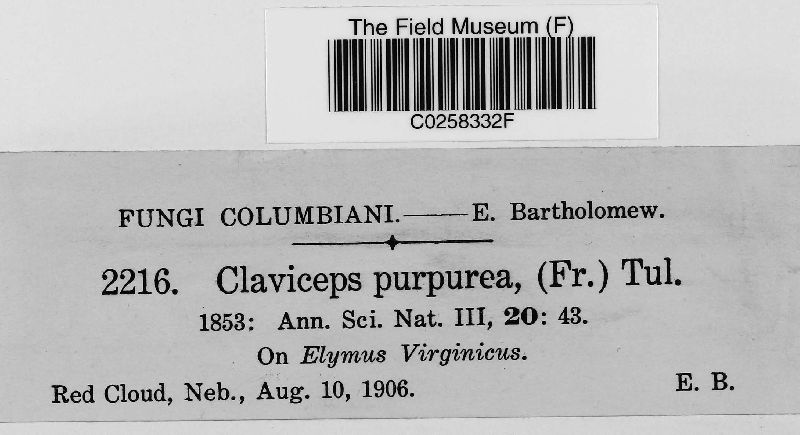 The Field Museum (F)
C0258332F
FUNGI COLUMBIANI.——E. Bartholomew.
2216. Claviceps purpurea, (Fr.) Tul.
1853: Ann. Sci. Nat. III, 20: 43.
On Elymus Virginicus.
Red Cloud, Neb., Aug. 10, 1906. E. B.